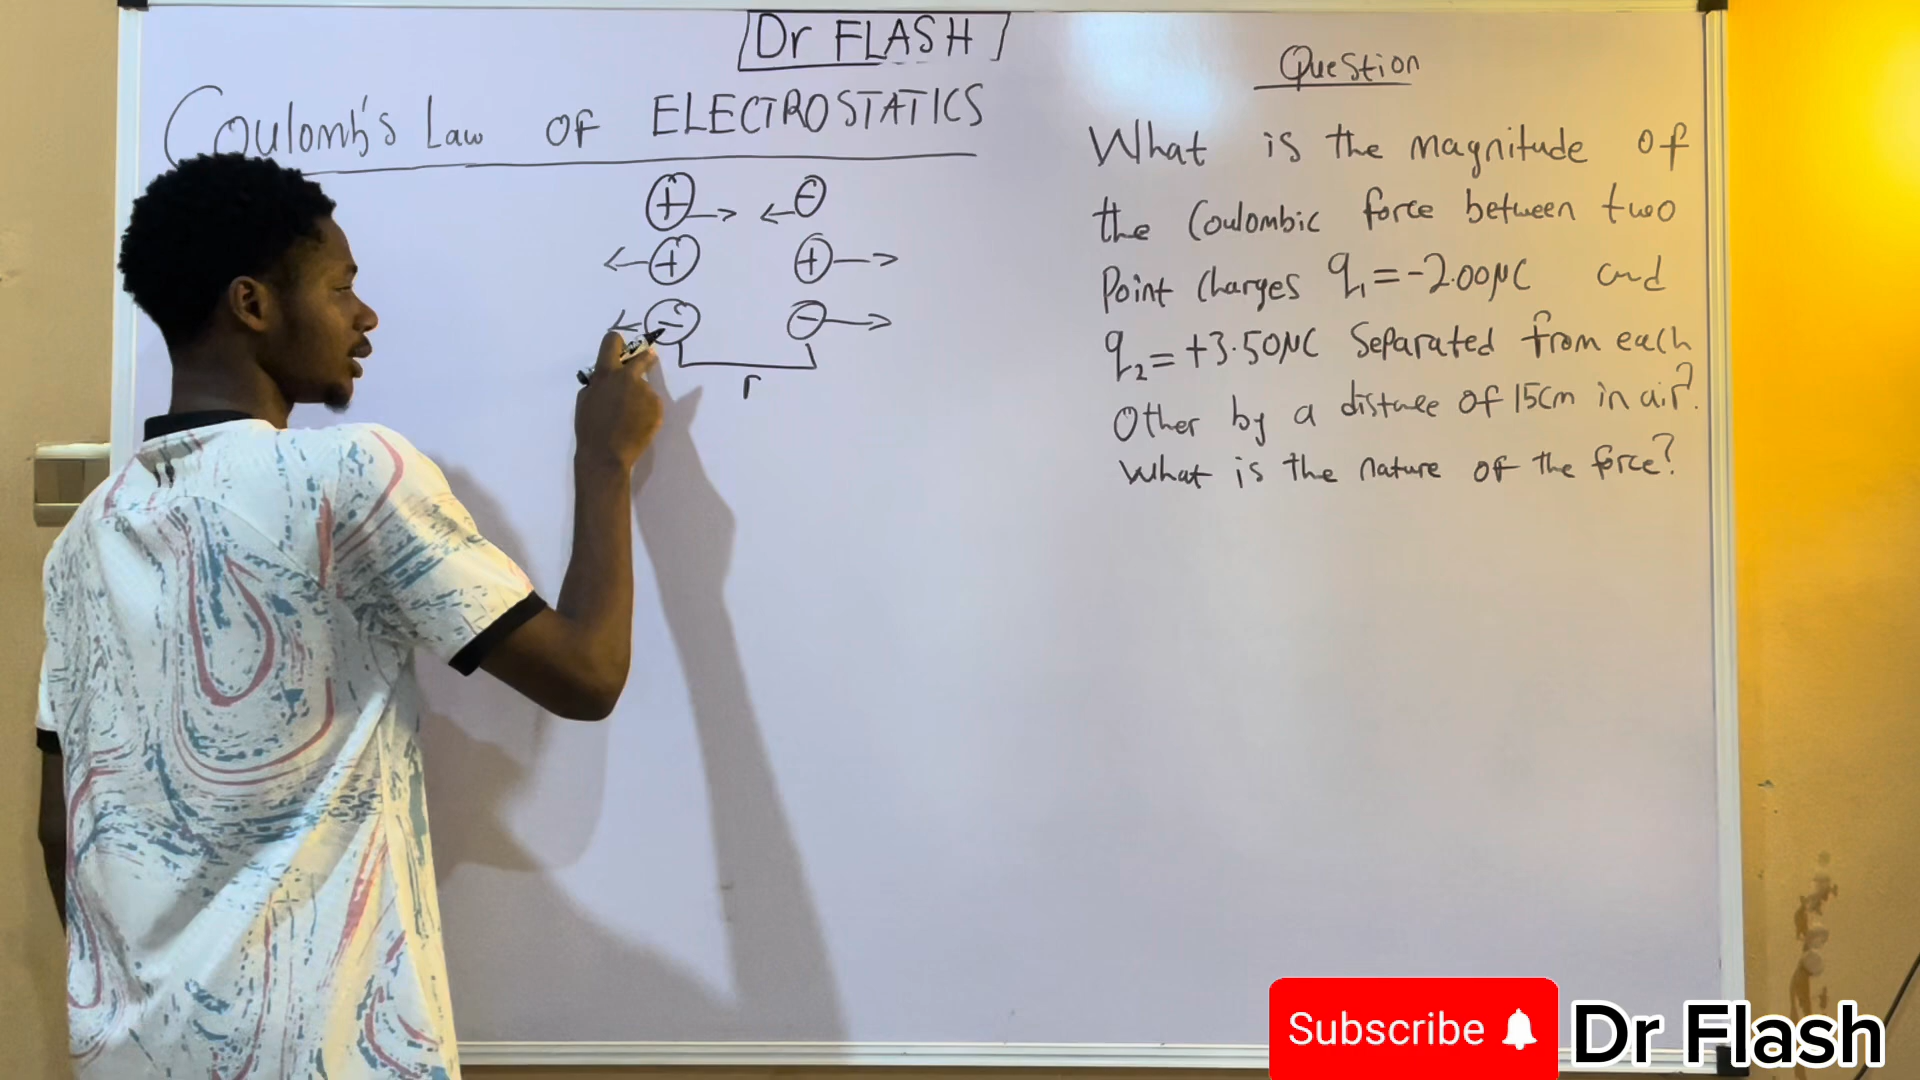 Dr FLASH
Coulomb's Law OF ELECTROSTATICS
+ -
+ +
- -
r
Question
What is the magnitude of
the Coulombic force between two
Point Charges q₁=-2.00μC and
q₂=+3.50μC Separated from each
Other by a distance of 15cm in air?
What is the nature of the force?
Subscribe
Dr Flash